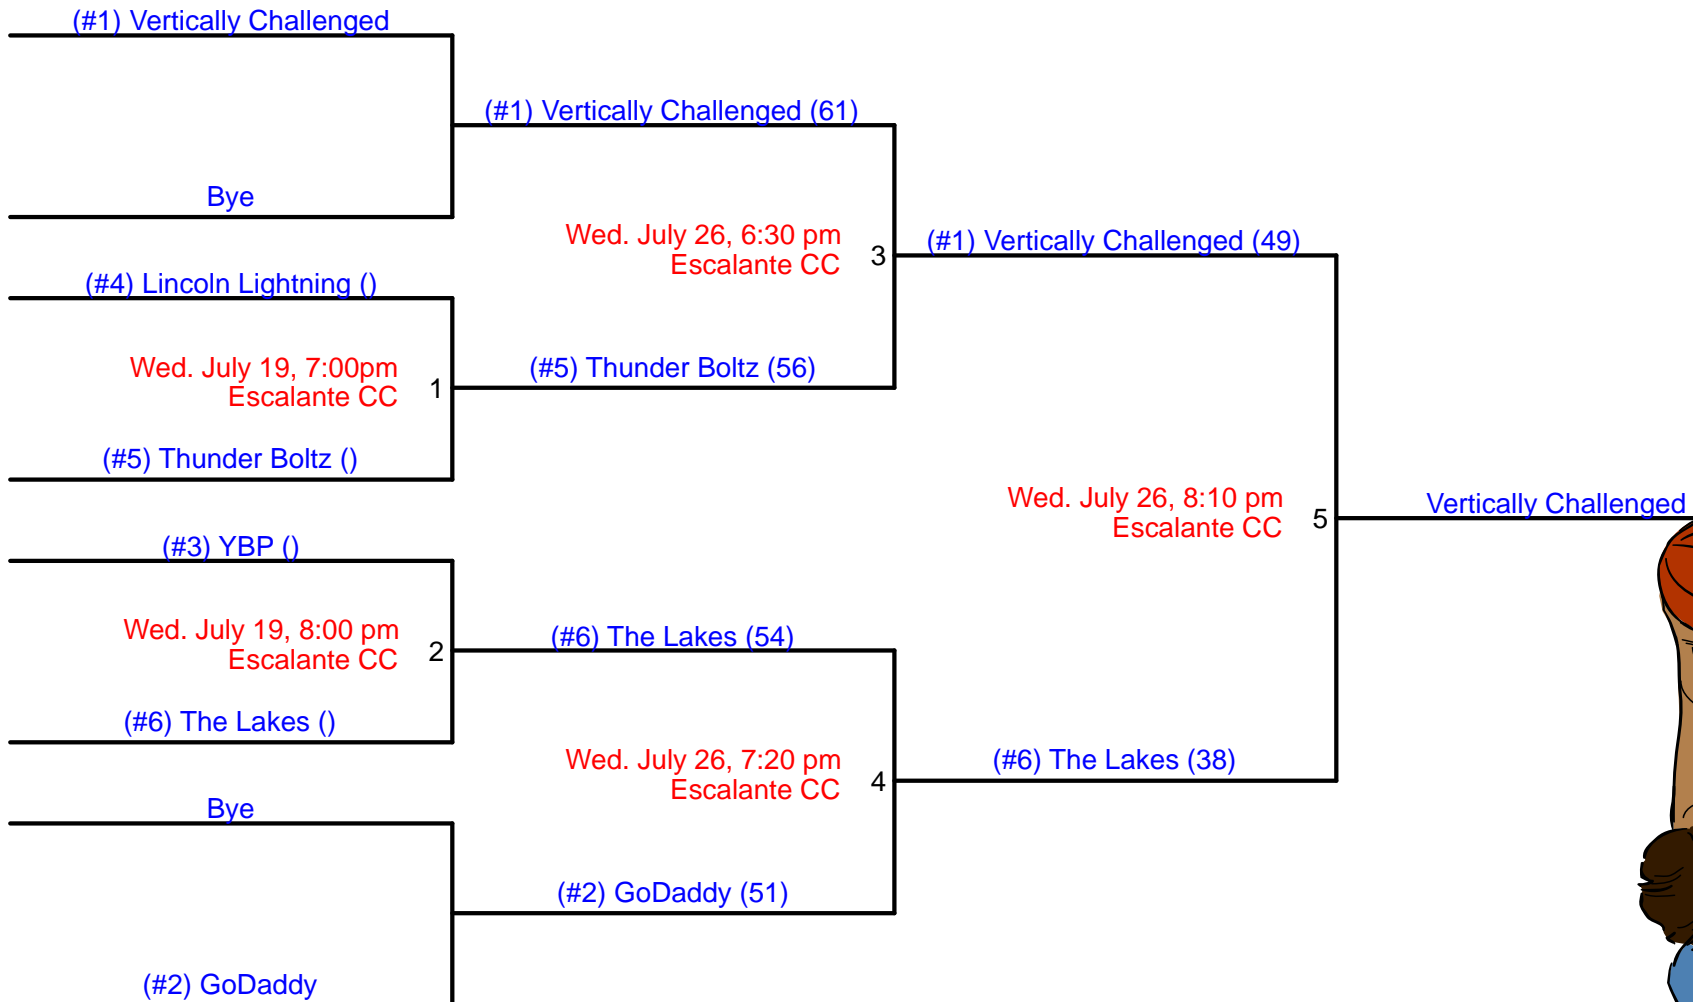 (#1) Vertically Challenged
(#1) Vertically Challenged (61)
Bye
Wed. July 26, 6:30 pm
Escalante CC
3
(#1) Vertically Challenged (49)
(#4) Lincoln Lightning ()
Wed. July 19, 7:00pm
Escalante CC
1
(#5) Thunder Boltz (56)
(#5) Thunder Boltz ()
Wed. July 26, 8:10 pm
Escalante CC
5
Vertically Challenged
(#3) YBP ()
Wed. July 19, 8:00 pm
Escalante CC
2
(#6) The Lakes (54)
(#6) The Lakes ()
Wed. July 26, 7:20 pm
Escalante CC
4
(#6) The Lakes (38)
Bye
(#2) GoDaddy (51)
(#2) GoDaddy